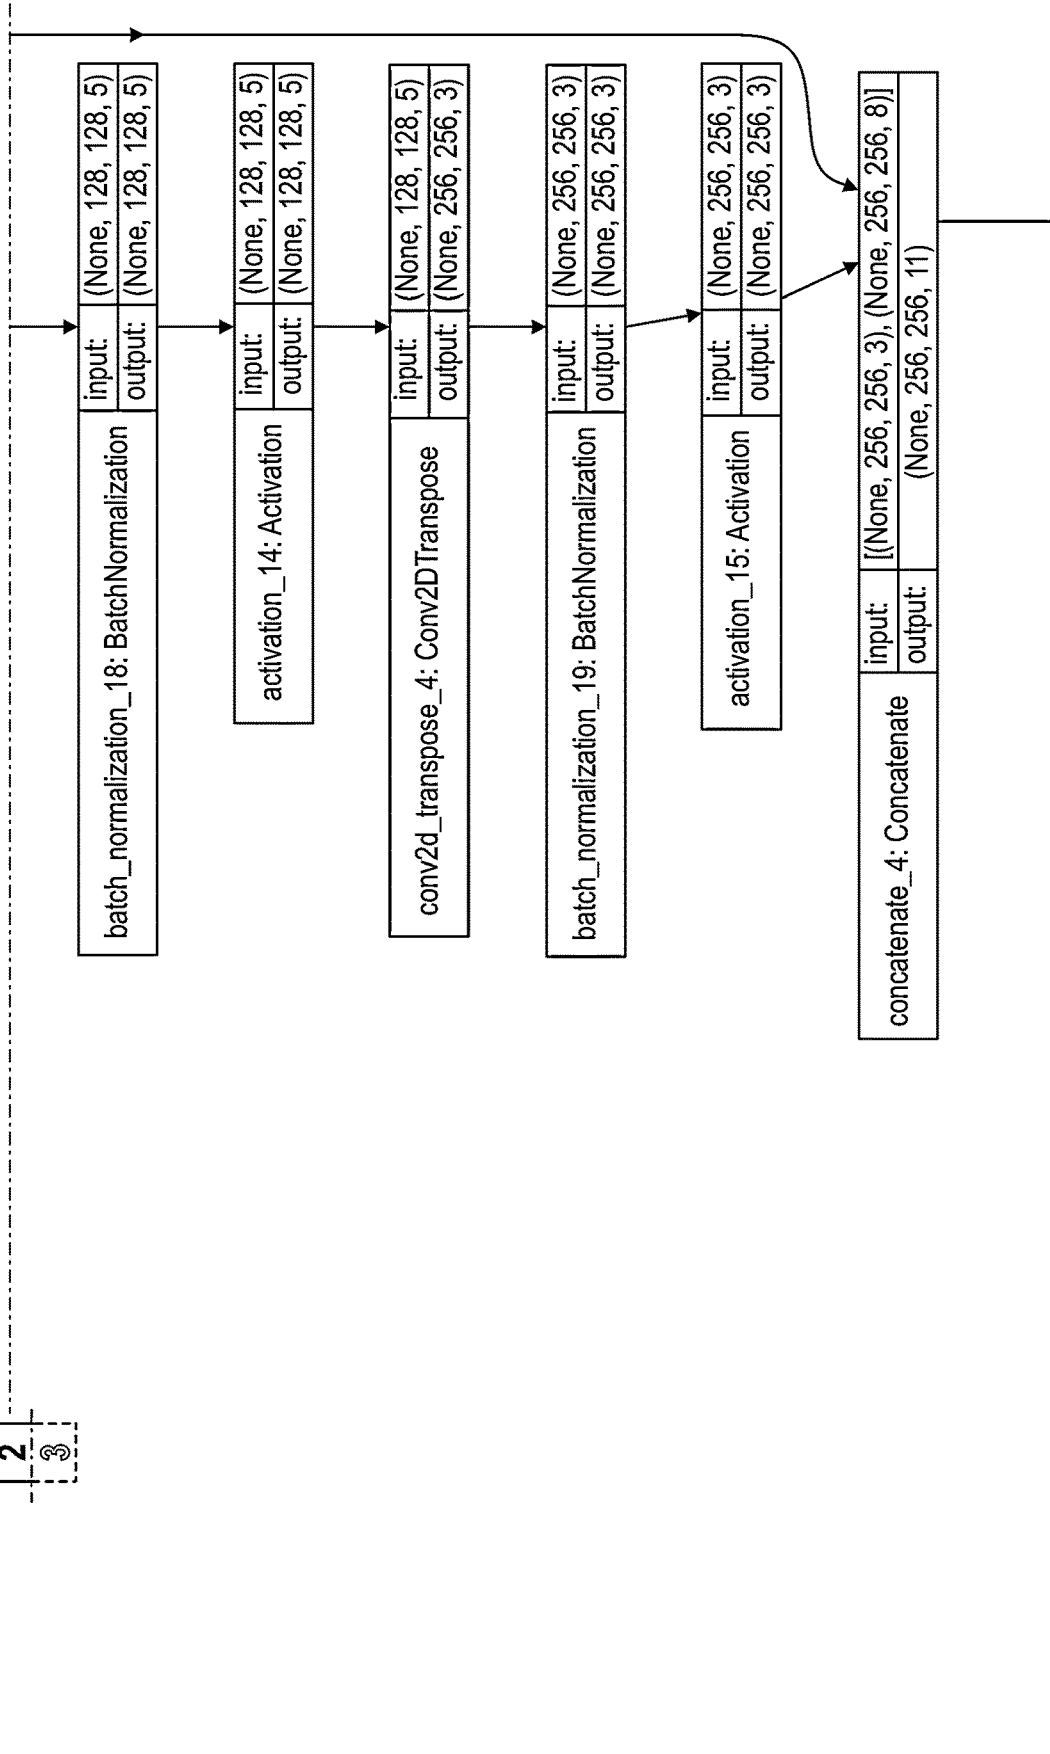 batch_normalization_18: BatchNormalization
input:
(None, 128, 128, 5)
output:
(None, 128, 128, 5)
activation_14: Activation
input:
(None, 128, 128, 5)
output:
(None, 128, 128, 5)
conv2d_transpose_4: Conv2DTranspose
input:
(None, 128, 128, 5)
output:
(None, 256, 256, 3)
batch_normalization_19: BatchNormalization
input:
(None, 256, 256, 3)
output:
(None, 256, 256, 3)
activation_15: Activation
input:
(None, 256, 256, 3)
output:
(None, 256, 256, 3)
concatenate_4: Concatenate
input:
[(None, 256, 256, 3), (None, 256, 256, 8)]
output:
(None, 256, 256, 11)
2
3